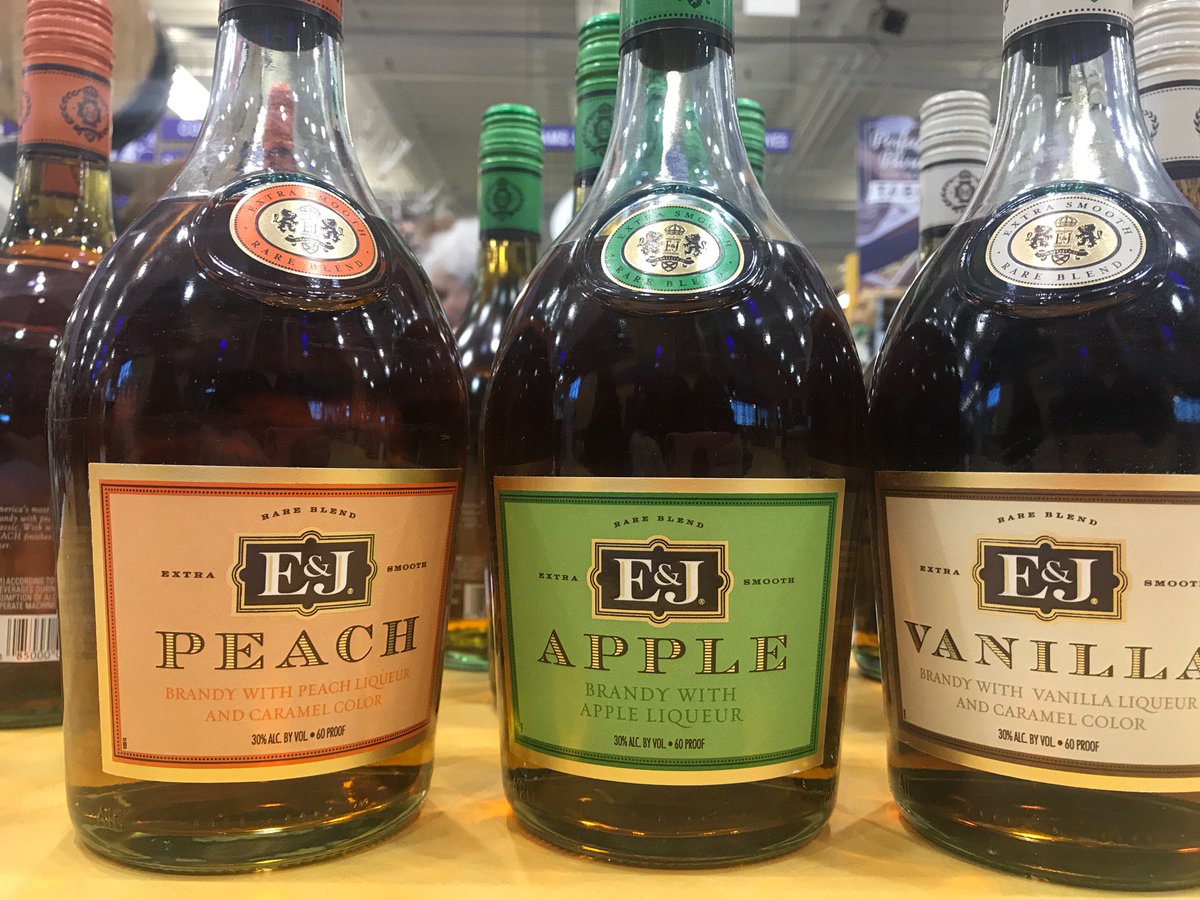 EXTRA SMOOTH
RARE BLEND
RARE BLEND
EXTRA E&J® SMOOTH
PEACH
BRANDY WITH PEACH LIQUEUR
AND CARAMEL COLOR
30% ALC. BY VOL. • 60 PROOF
EXTRA SMOOTH
E&J
RARE BLEND
RARE BLEND
EXTRA E&J® SMOOTH
APPLE
BRANDY WITH
APPLE LIQUEUR
30% ALC. BY VOL. • 60 PROOF
EXTRA SMOOTH
E&J
RARE BLEND
RARE BLEND
EXTRA E&J® SMOOTH
VANILLA
BRANDY WITH VANILLA LIQUEUR
AND CARAMEL COLOR
30% ALC. BY VOL. • 60 PROOF
ACCORDING TO
85000